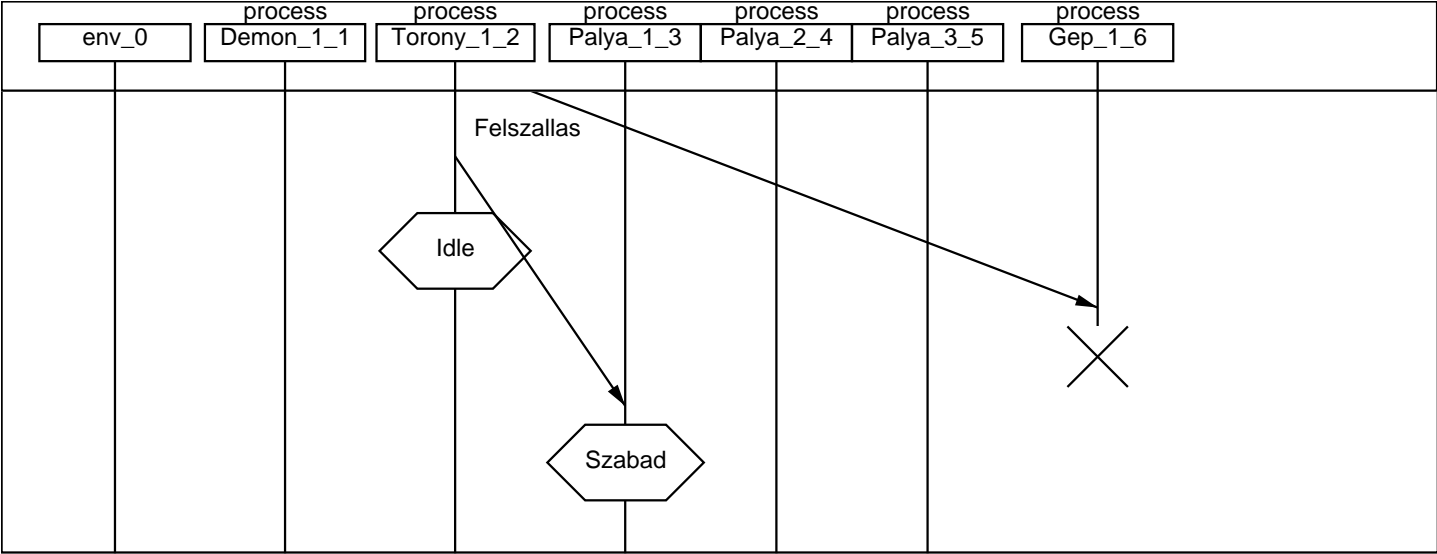 process process process process process process
env_0 Demon_1_1 Torony_1_2 Palya_1_3 Palya_2_4 Palya_3_5 Gep_1_6
Felszallas
Idle
Szabad